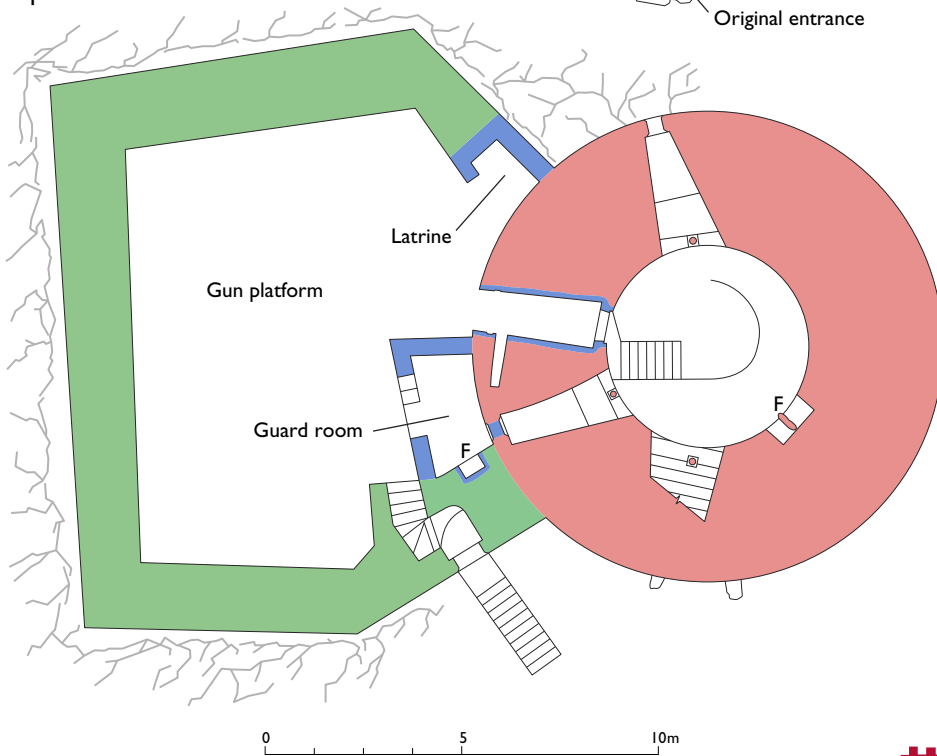 Original entrance
Latrine
Gun platform
Guard room
F
F
0 5 10m